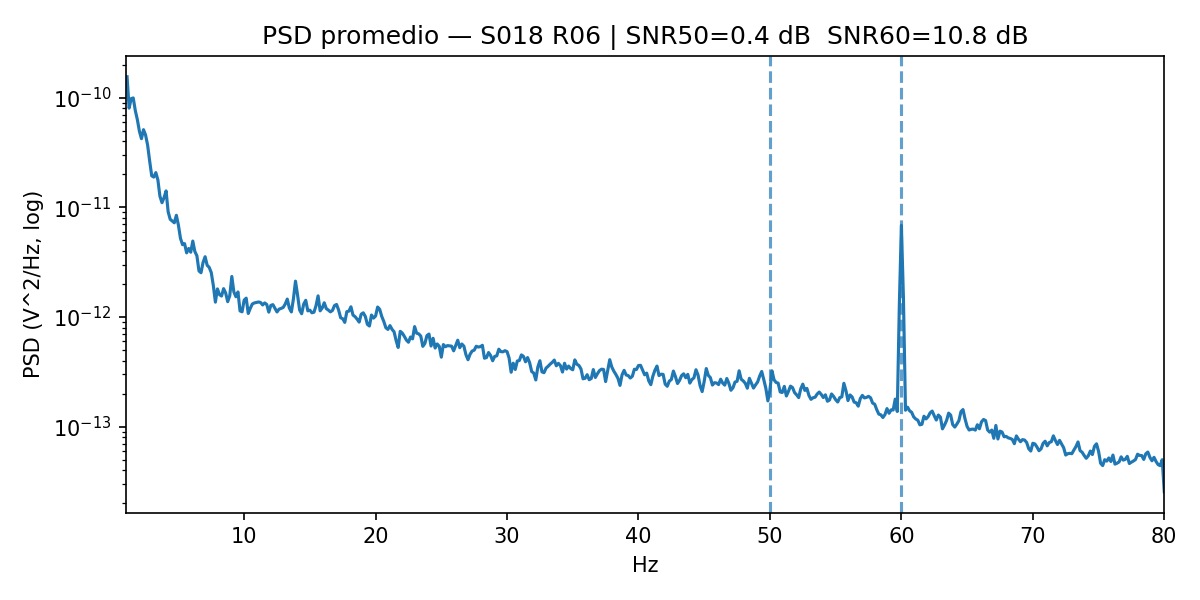 PSD promedio — S018 R06 | SNR50=0.4 dB  SNR60=10.8 dB
PSD (V^2/Hz, log)
10⁻¹⁰
10⁻¹¹
10⁻¹²
10⁻¹³
10 20 30 40 50 60 70 80
Hz